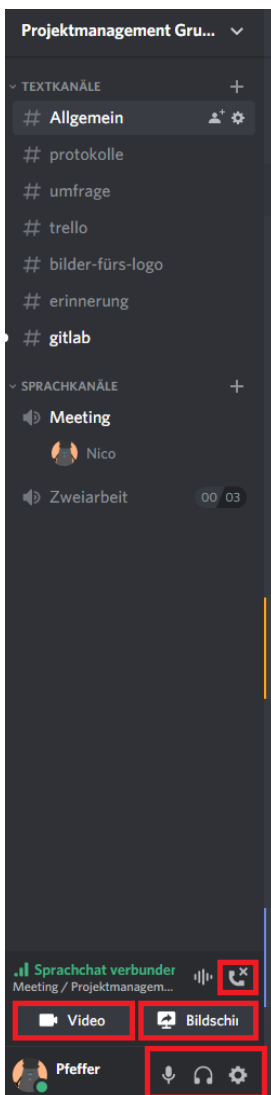 Projektmanagement Gru...
TEXTKANÄLE
# Allgemein
# protokolle
# umfrage
# trello
# bilder-fürs-logo
# erinnerung
# gitlab
SPRACHKANÄLE
Meeting
Nico
Zweiarbeit 00 03
Sprachchat verbunder
Meeting / Projektmanagem...
Video Bildschii
Pfeffer